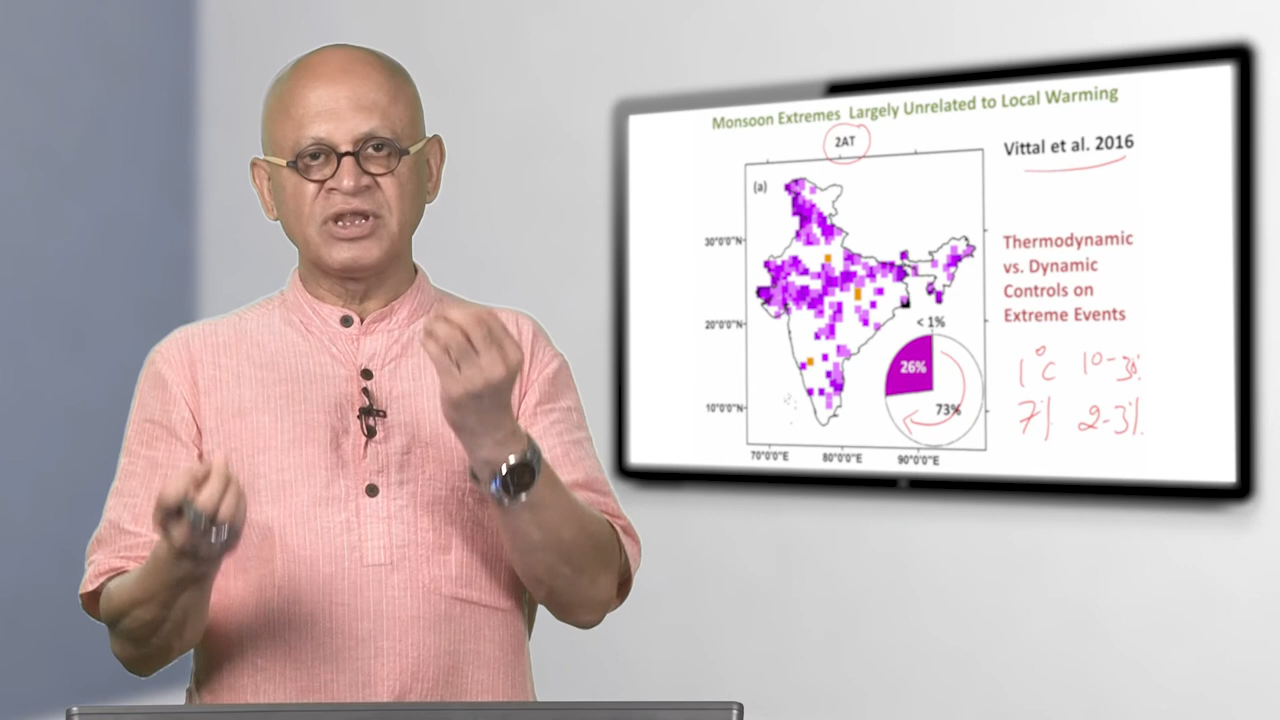 Monsoon Extremes Largely Unrelated to Local Warming
2AT
Vittal et al. 2016
(a)
30°0'0"N
20°0'0"N
10°0'0"N
70°0'0"E 80°0'0"E 90°0'0"E
< 1%
26%
73%
Thermodynamic
vs. Dynamic
Controls on
Extreme Events
1°C 10-30%
7% 2-3%